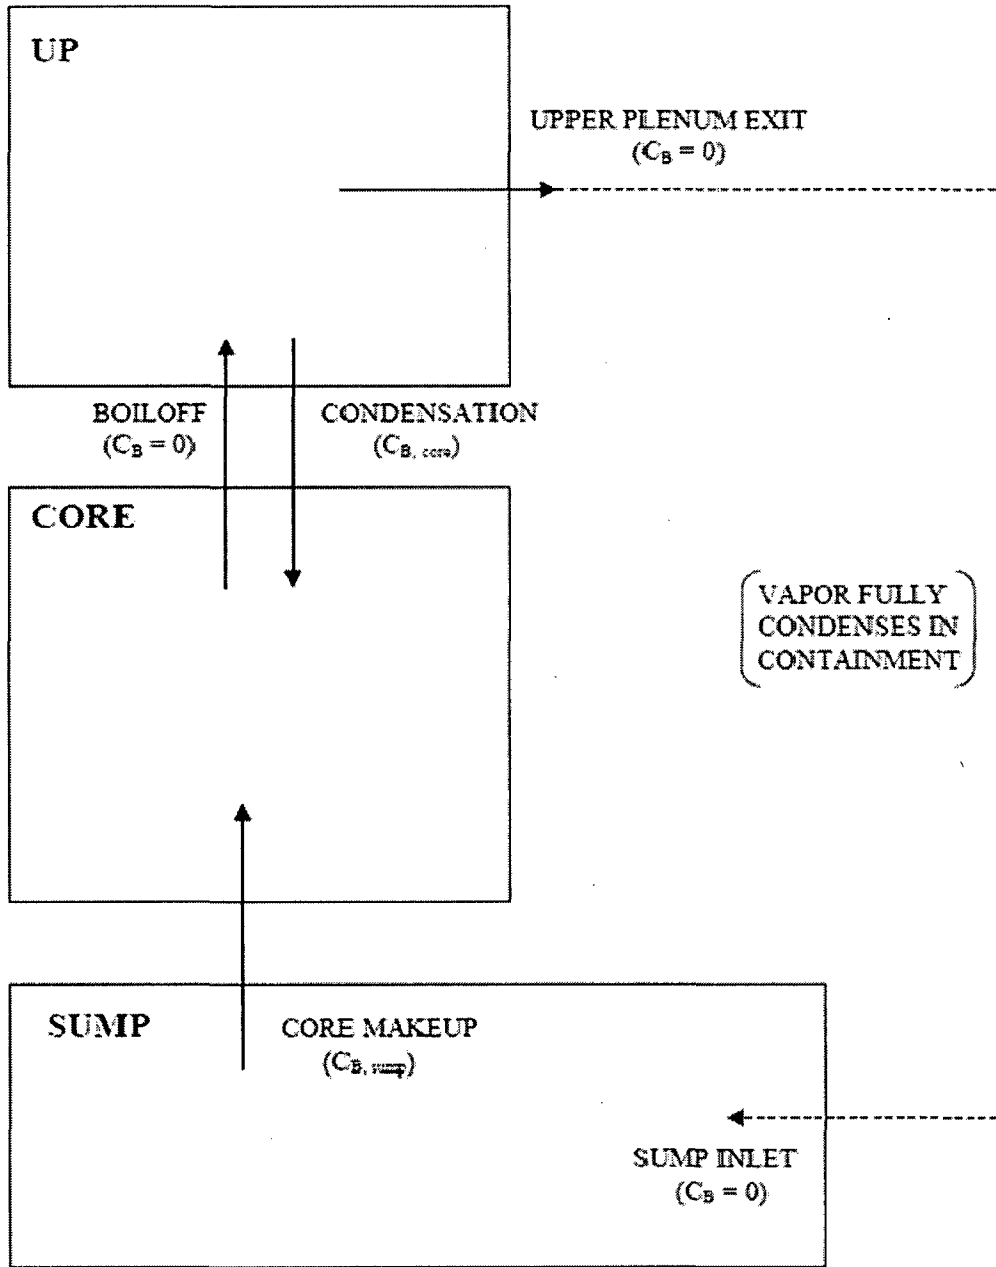 UP
UPPER PLENUM EXIT
(C_B = 0)
BOILOFF
(C_B = 0)
CONDENSATION
(C_B, core)
CORE
VAPOR FULLY
CONDENSES IN
CONTAINMENT
SUMP
CORE MAKEUP
(C_B, sump)
SUMP INLET
(C_B = 0)